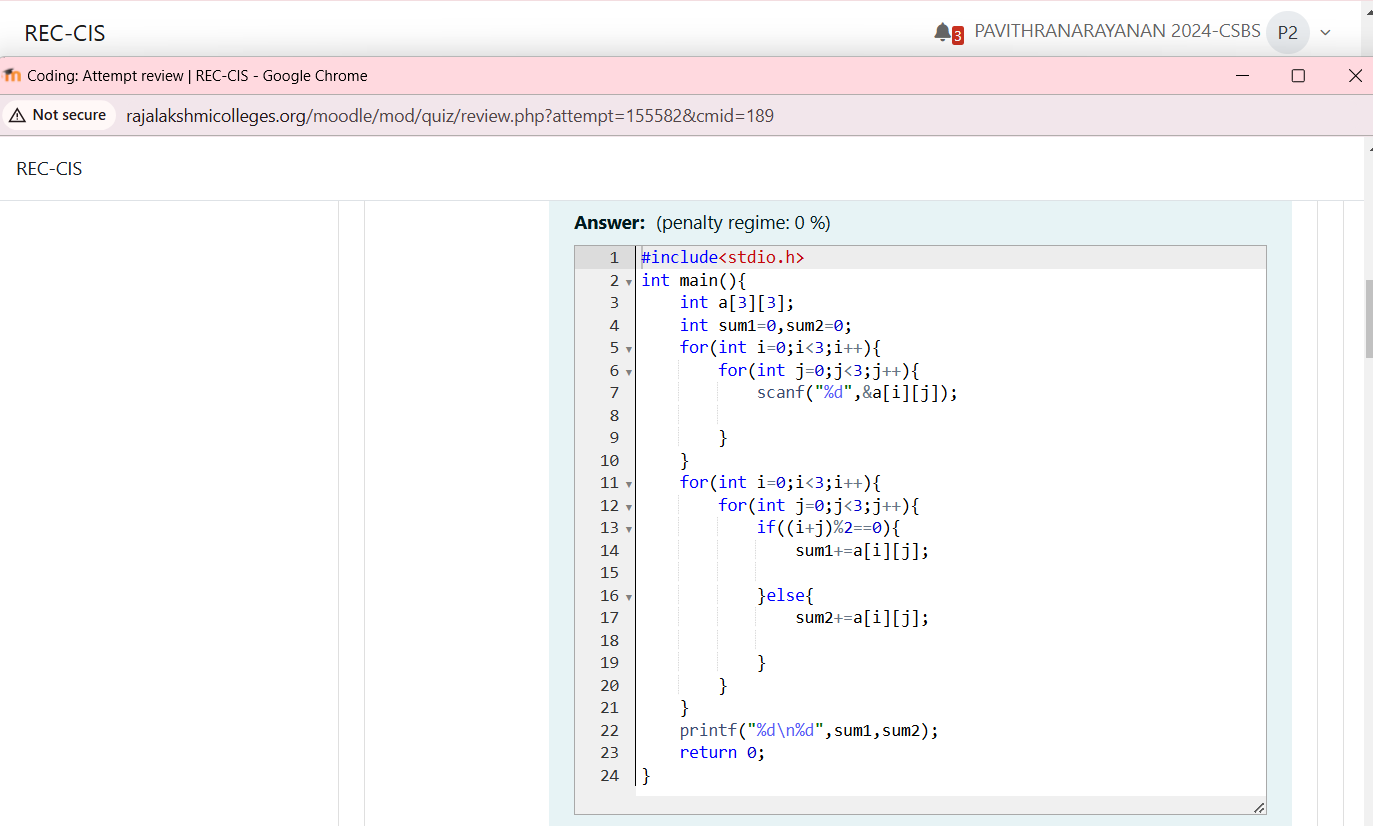 REC-CIS
3 PAVITHRANARAYANAN 2024-CSBS P2
Coding: Attempt review | REC-CIS - Google Chrome
Not secure rajalakshmicolleges.org/moodle/mod/quiz/review.php?attempt=155582&cmid=189
REC-CIS
Answer: (penalty regime: 0 %)
1 #include<stdio.h>
2 int main(){
3     int a[3][3];
4     int sum1=0,sum2=0;
5     for(int i=0;i<3;i++){
6         for(int j=0;j<3;j++){
7             scanf("%d",&a[i][j]);
8
9         }
10     }
11     for(int i=0;i<3;i++){
12         for(int j=0;j<3;j++){
13             if((i+j)%2==0){
14                 sum1+=a[i][j];
15
16             }else{
17                 sum2+=a[i][j];
18
19             }
20         }
21     }
22     printf("%d\n%d",sum1,sum2);
23     return 0;
24 }